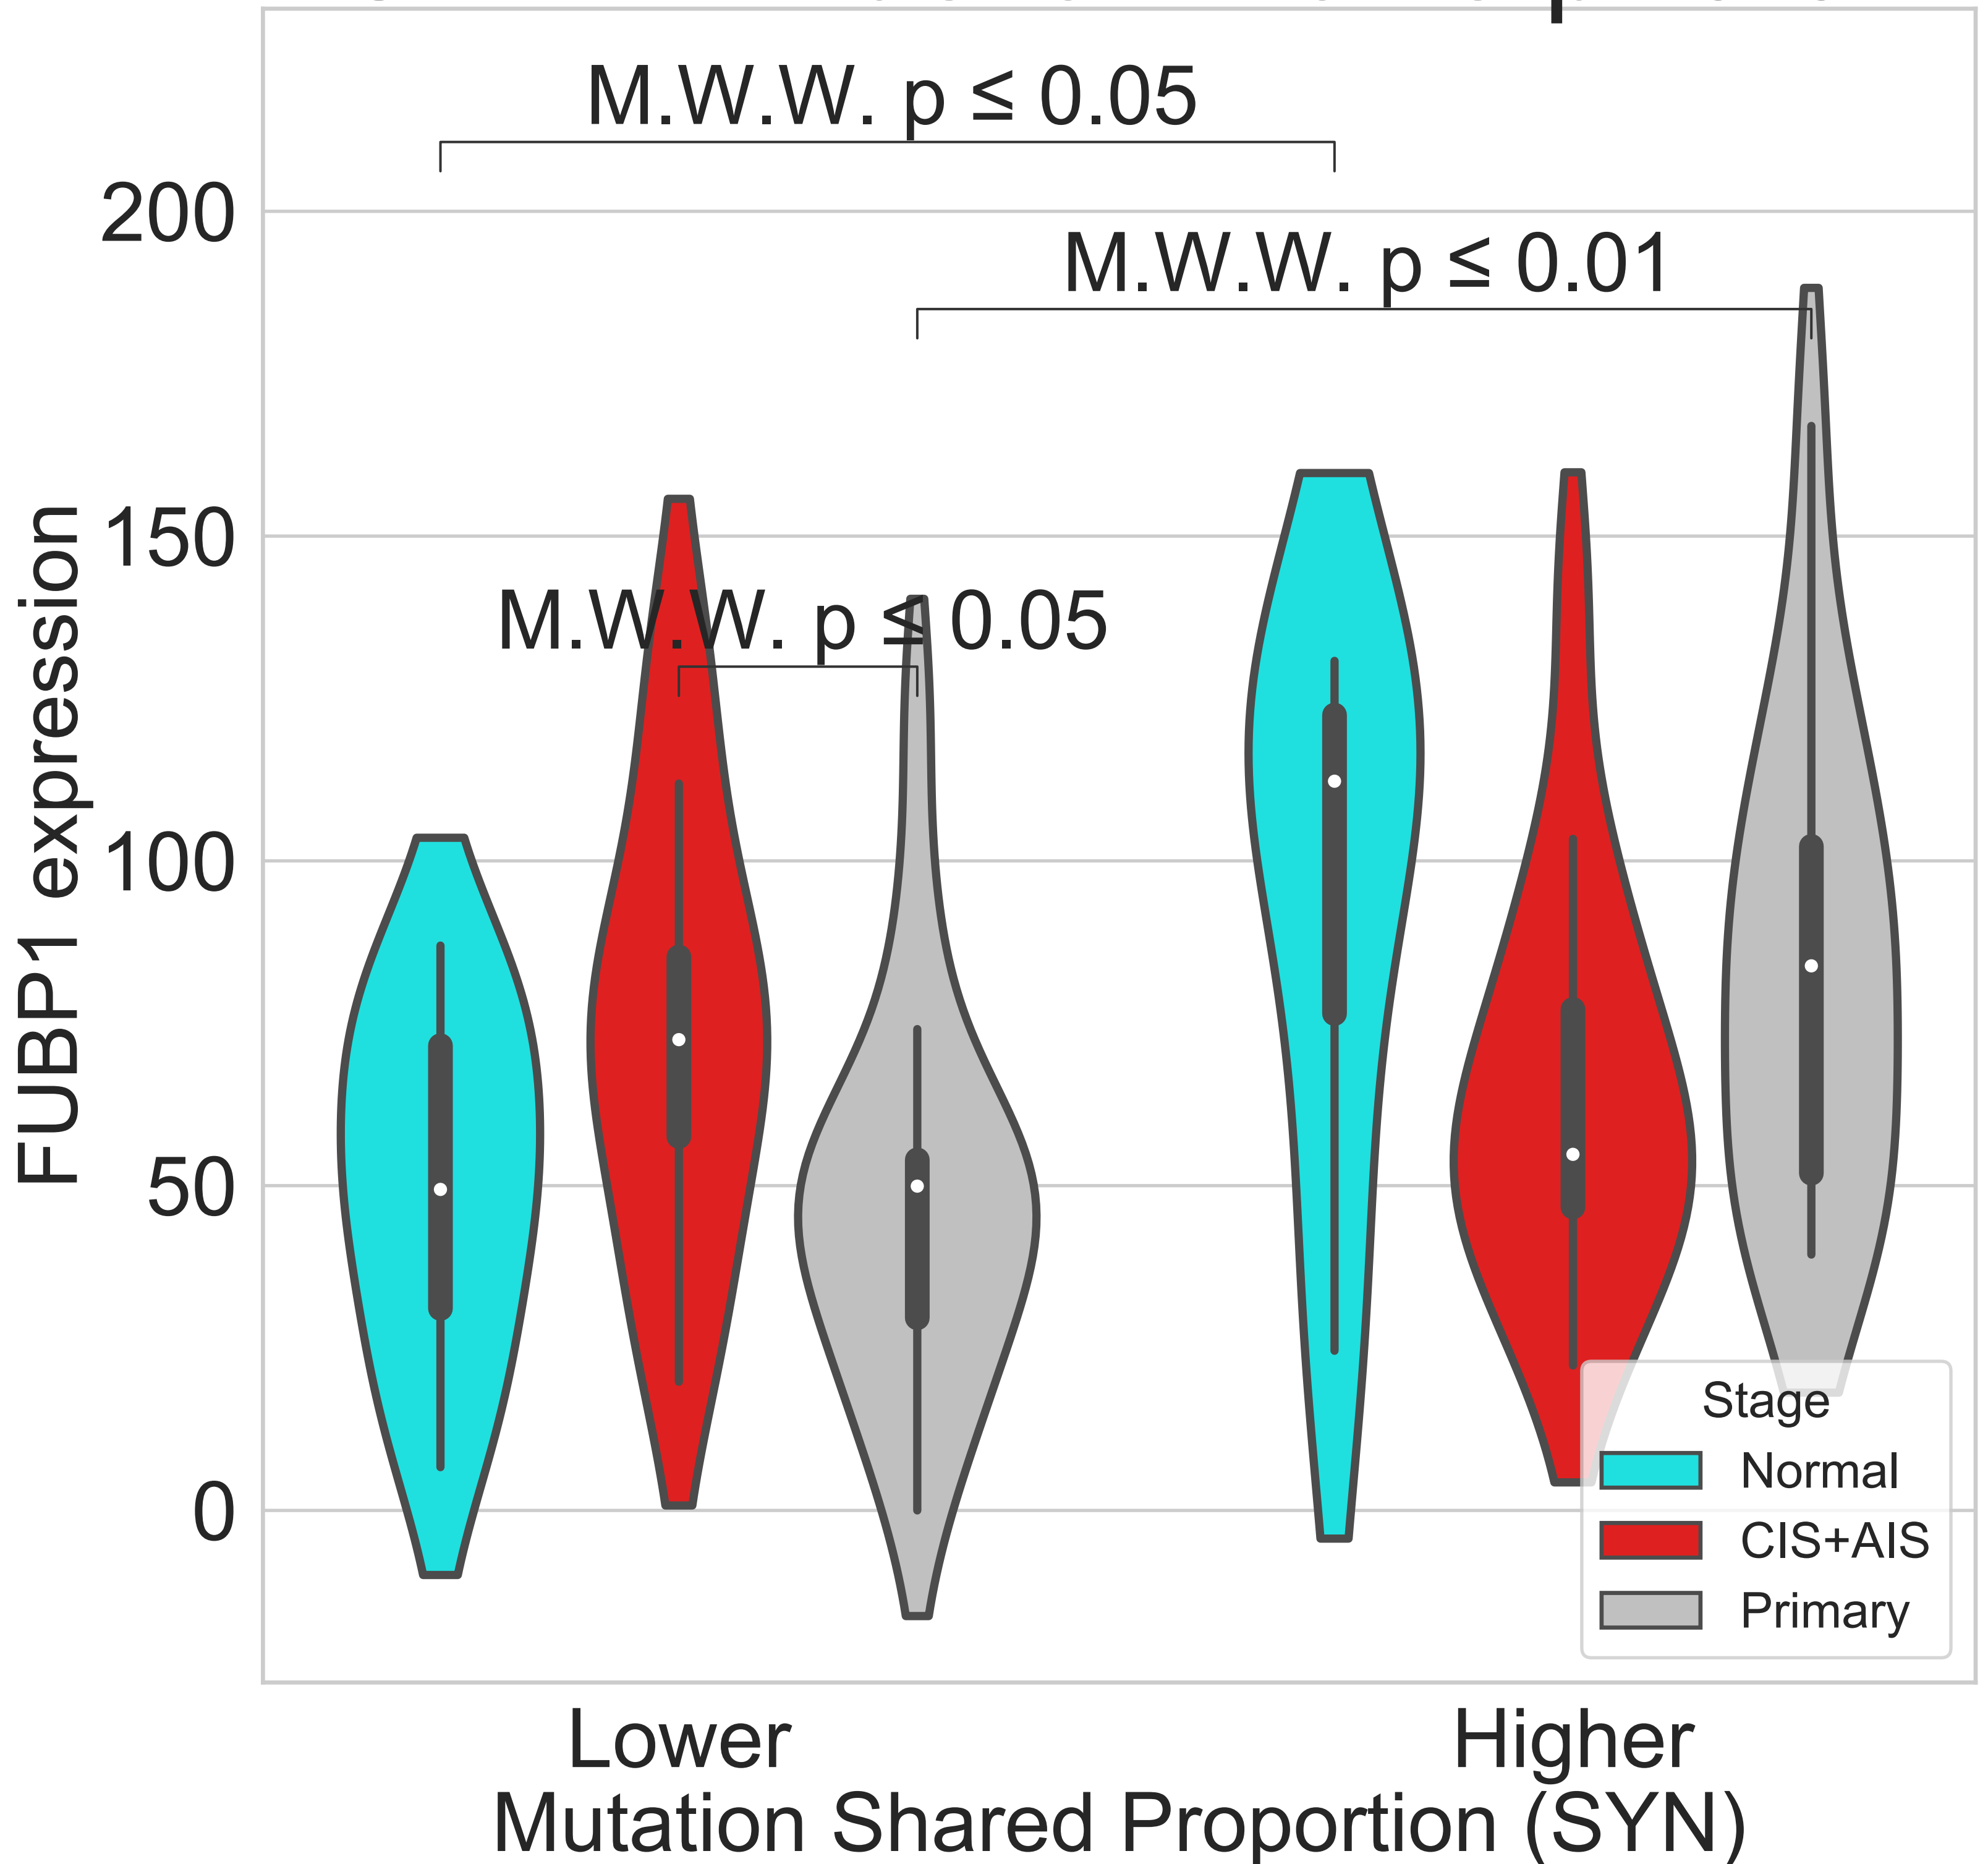 M.W.W. p ≤ 0.05
200
M.W.W. p ≤ 0.01
150
M.W.W. p ≤ 0.05
100
50
0
FUBP1 expression
Stage
Normal
CIS+AIS
Primary
Lower
Higher
Mutation Shared Proportion (SYN)